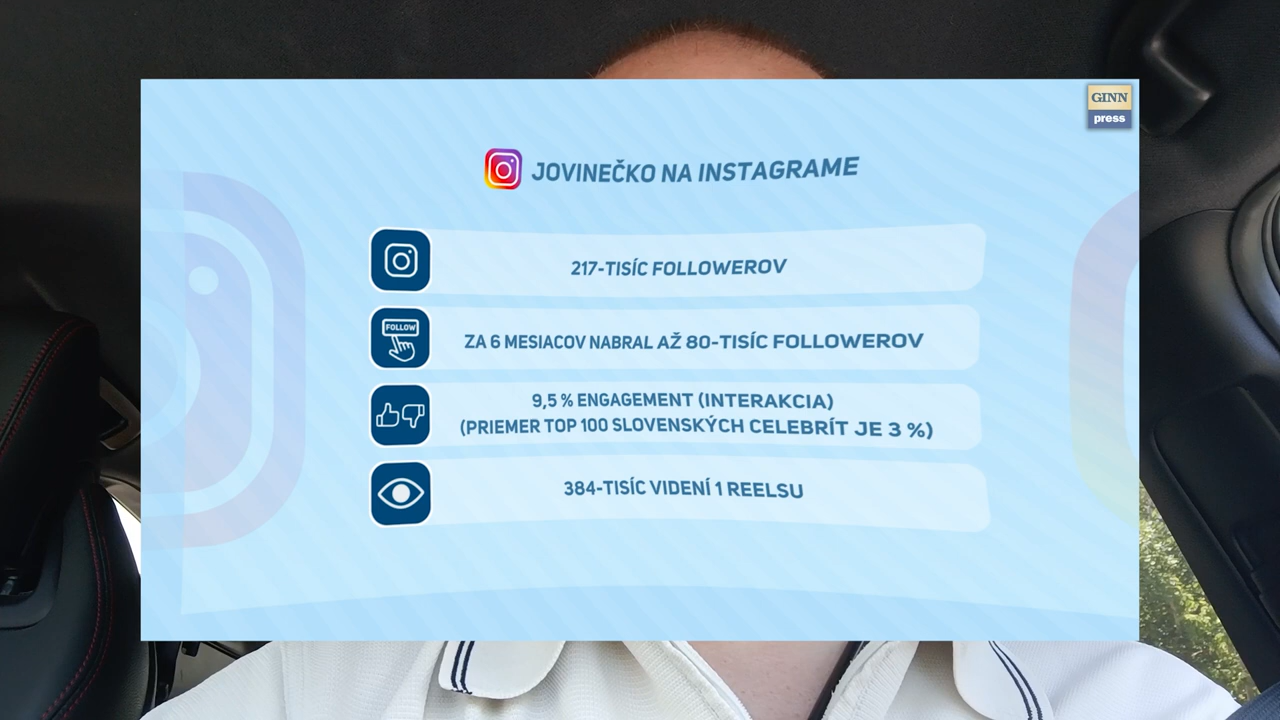 GINN
press
JOVINEČKO NA INSTAGRAME
217-TISÍC FOLLOWEROV
FOLLOW
ZA 6 MESIACOV NABRAL AŽ 80-TISÍC FOLLOWEROV
9,5 % ENGAGEMENT (INTERAKCIA)
(PRIEMER TOP 100 SLOVENSKÝCH CELEBRÍT JE 3 %)
384-TISÍC VIDENÍ 1 REELSU